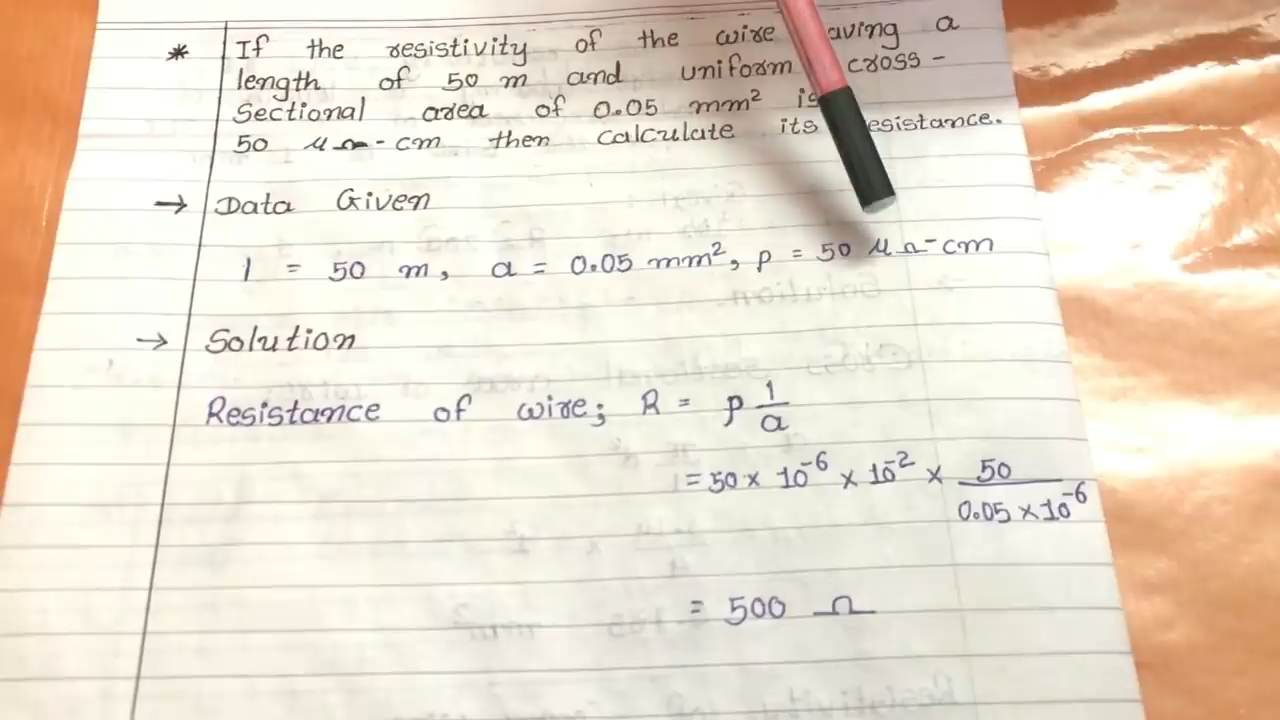 * If the resistivity of the wire aving a
length of 50 m and uniform cross-
Sectional area of 0.05 mm² is
50 μΩ-cm then calculate its esistance.
→ Data Given
l = 50 m, a = 0.05 mm², ρ = 50 μΩ-cm
→ Solution
Resistance of wire; R = ρ l/a
= 50 × 10⁻⁶ × 10⁻² × 50/0.05 × 10⁻⁶
= 500 Ω